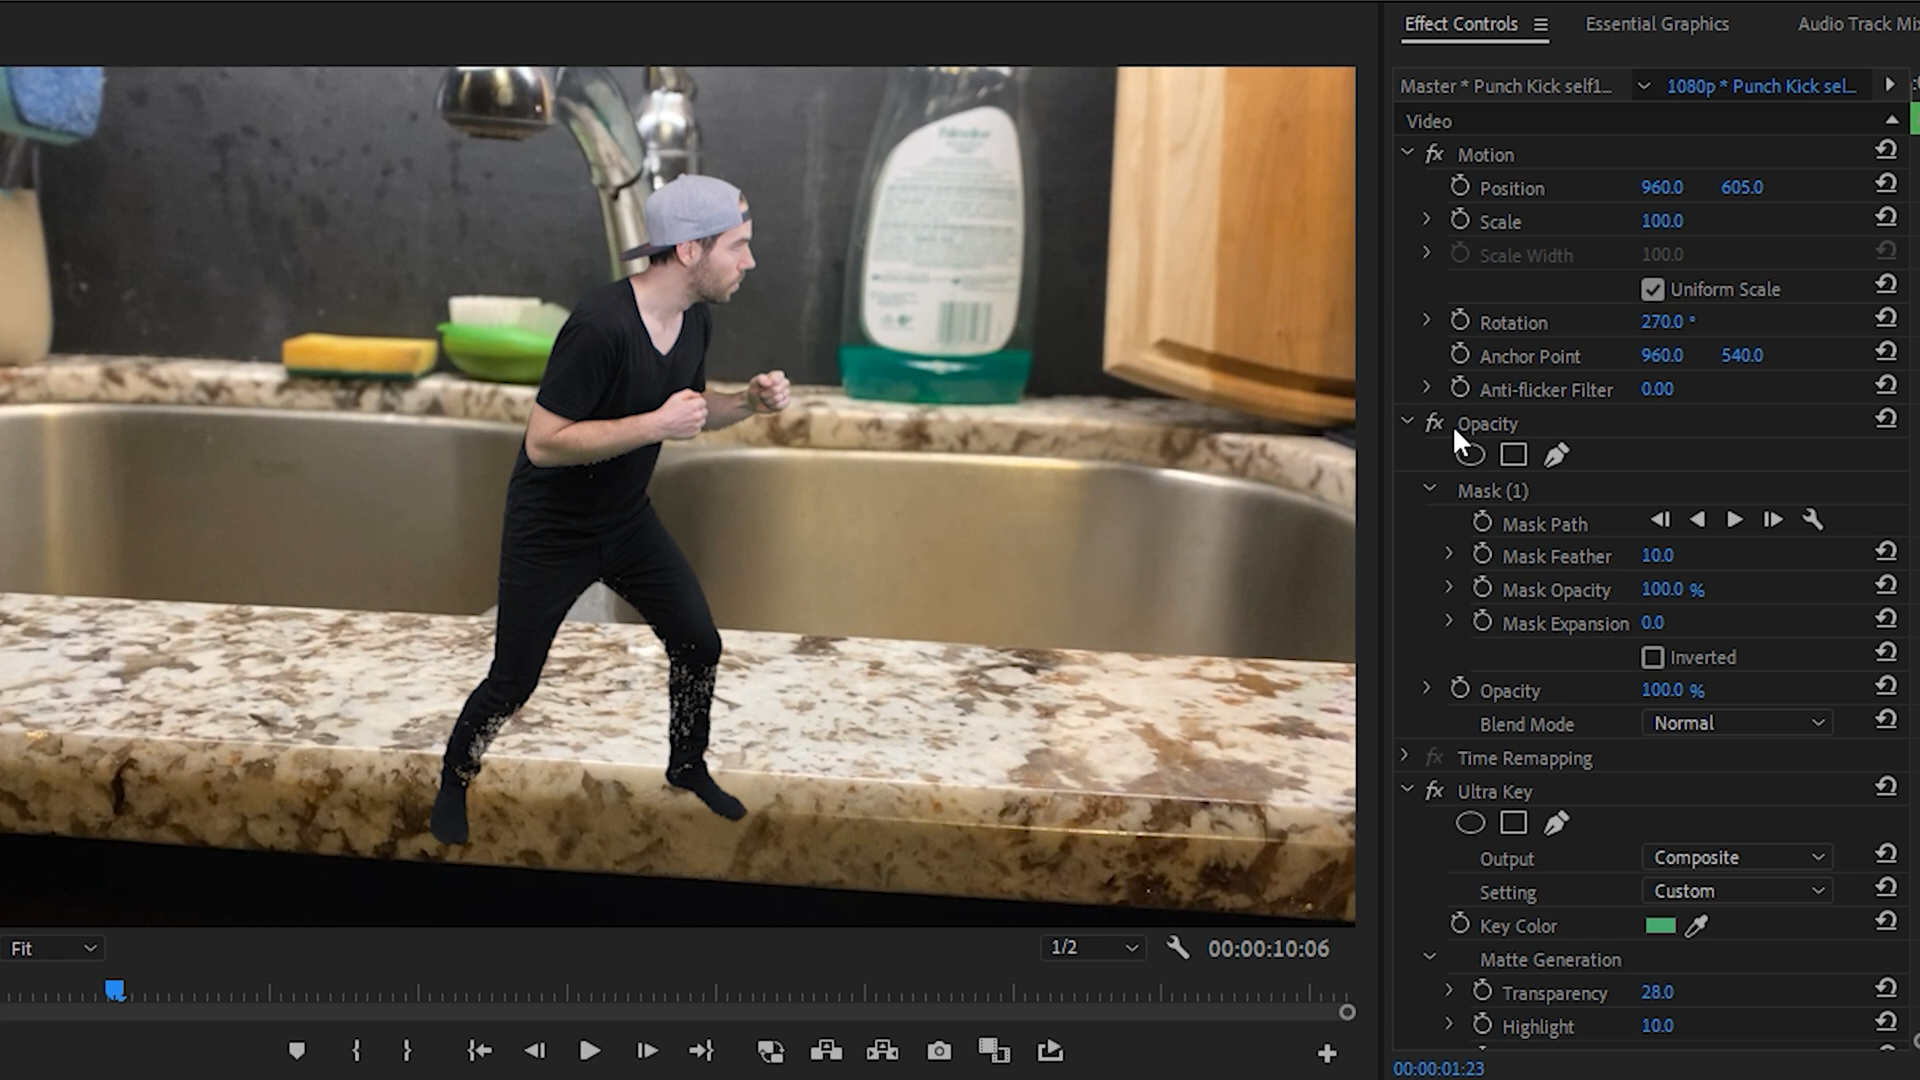 Effect Controls Essential Graphics Audio Track Mix
Master * Punch Kick self1... 1080p * Punch Kick sel...
Video
fx Motion
Position 960.0 605.0
Scale 100.0
Scale Width 100.0
Uniform Scale
Rotation 270.0 °
Anchor Point 960.0 540.0
Anti-flicker Filter 0.00
fx Opacity
Mask (1)
Mask Path
Mask Feather 10.0
Mask Opacity 100.0 %
Mask Expansion 0.0
Inverted
Opacity 100.0 %
Blend Mode Normal
fx Time Remapping
fx Ultra Key
Output Composite
Setting Custom
Key Color
Matte Generation
Transparency 28.0
Highlight 10.0
00:00:01:23
Fit 1/2 00:00:10:06